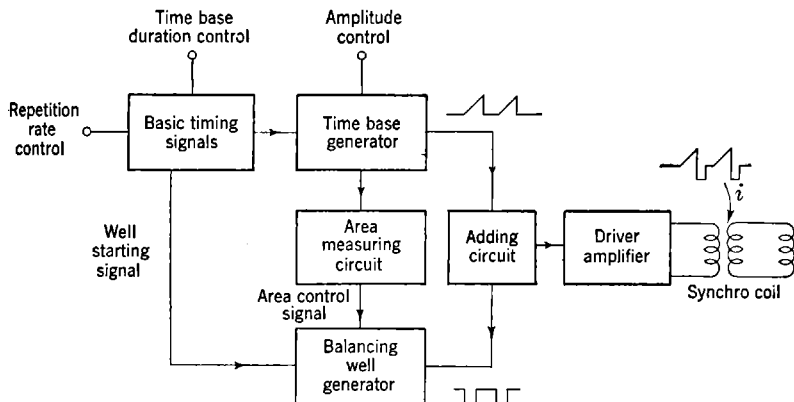 Time base
duration control
Amplitude
control
Repetition
rate
control
Basic timing
signals
Time base
generator
Well
starting
signal
Area
measuring
circuit
Adding
circuit
Driver
amplifier
i
Synchro coil
Area control
signal
Balancing
well
generator